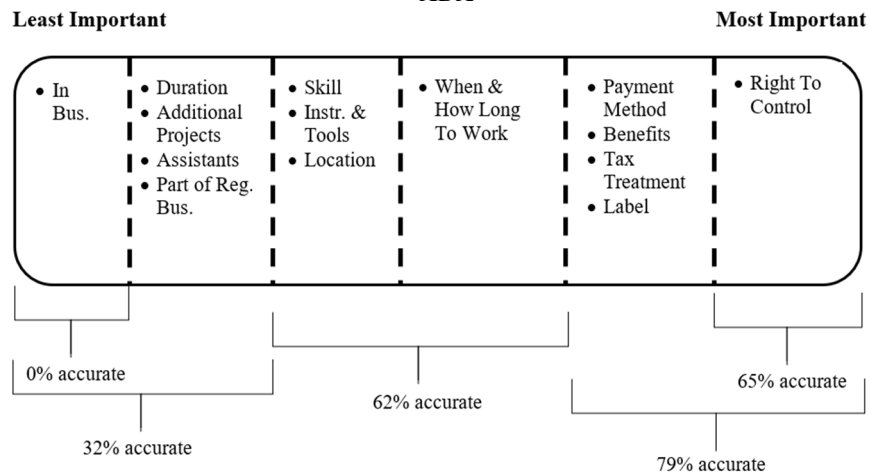 Least Important
Most Important
• In
Bus.
• Duration
• Additional
Projects
• Assistants
• Part of Reg.
Bus.
• Skill
• Instr. &
Tools
• Location
• When &
How Long
To Work
• Payment
Method
• Benefits
• Tax
Treatment
• Label
• Right To
Control
0% accurate
32% accurate
62% accurate
65% accurate
79% accurate